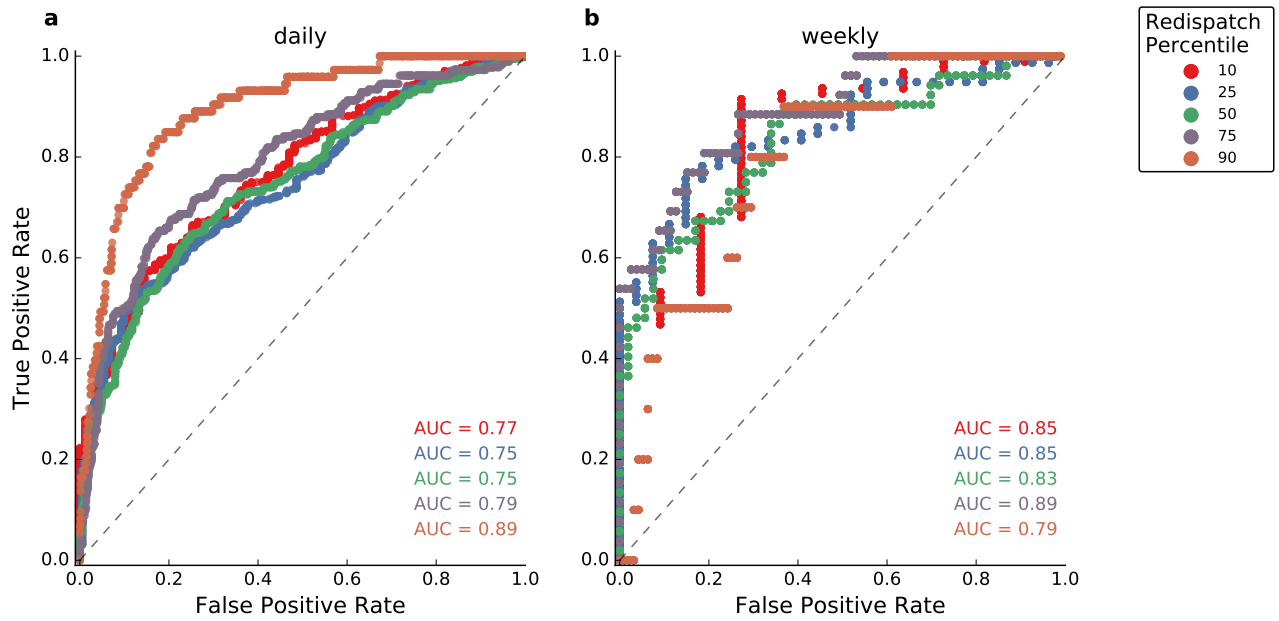 a
daily
1.0
0.8
0.6
0.4
0.2
0.0
True Positive Rate
AUC = 0.77
AUC = 0.75
AUC = 0.75
AUC = 0.79
AUC = 0.89
0.0 0.2 0.4 0.6 0.8 1.0
False Positive Rate
b
weekly
1.0
0.8
0.6
0.4
0.2
0.0
AUC = 0.85
AUC = 0.85
AUC = 0.83
AUC = 0.89
AUC = 0.79
0.0 0.2 0.4 0.6 0.8 1.0
False Positive Rate
Redispatch
Percentile
10
25
50
75
90